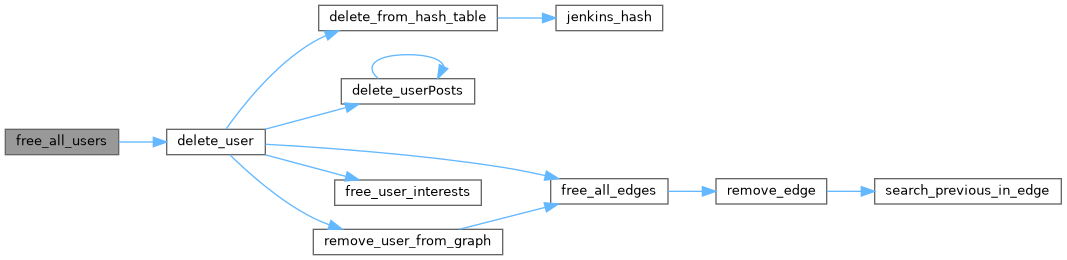 delete_from_hash_table
jenkins_hash
delete_userPosts
free_all_users
delete_user
free_user_interests
free_all_edges
remove_edge
search_previous_in_edge
remove_user_from_graph